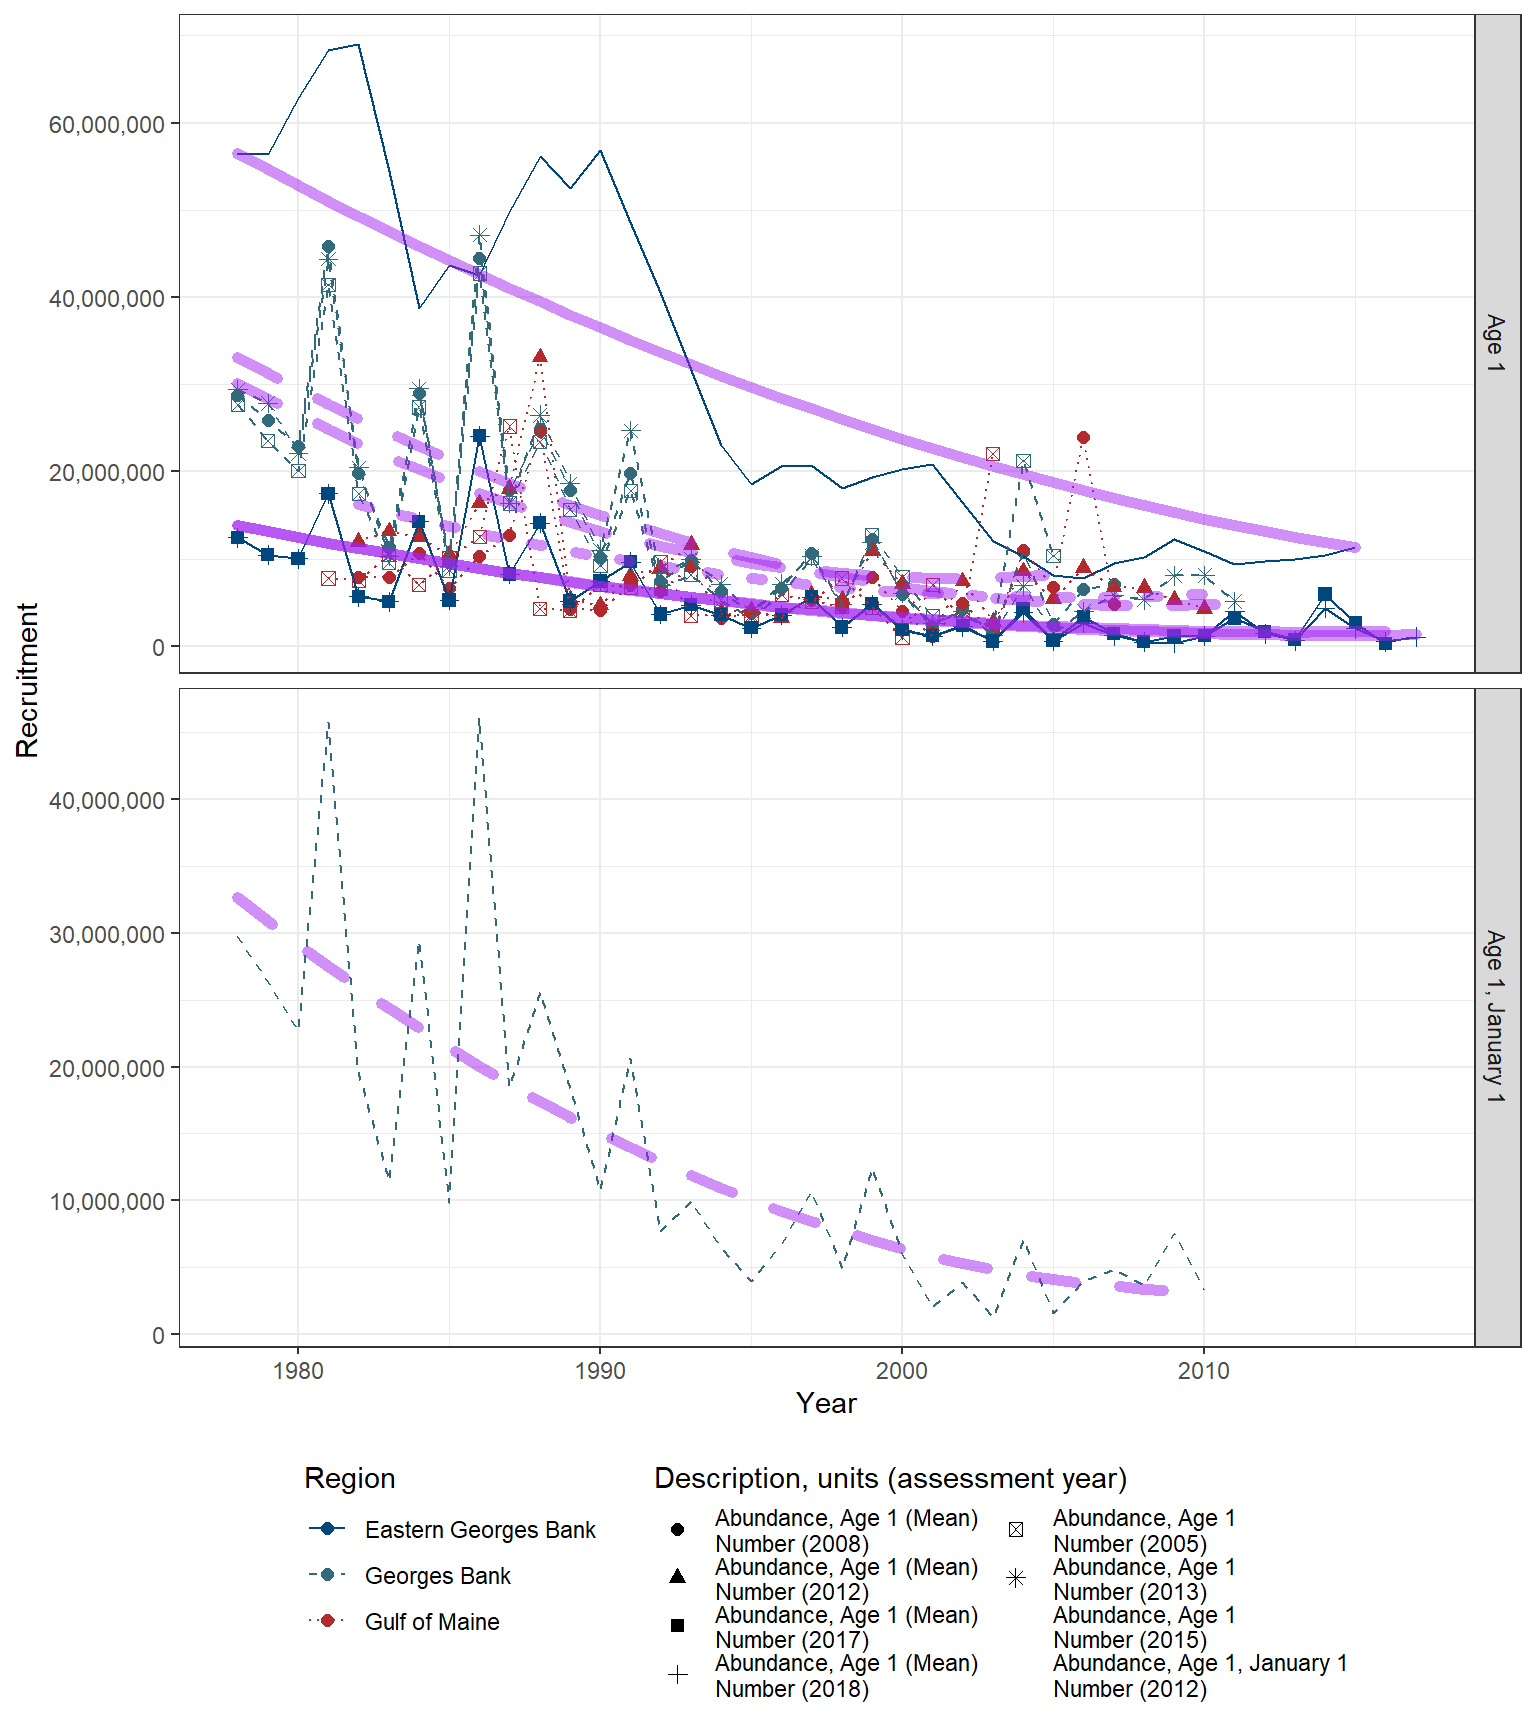 60,000,000
40,000,000
20,000,000
0
Age 1
Recruitment
40,000,000
30,000,000
20,000,000
10,000,000
0
Age 1, January 1
1980 1990 2000 2010
Year
Region
Eastern Georges Bank
Georges Bank
Gulf of Maine
Description, units (assessment year)
Abundance, Age 1 (Mean)
Number (2008)
Abundance, Age 1 (Mean)
Number (2012)
Abundance, Age 1 (Mean)
Number (2017)
Abundance, Age 1 (Mean)
Number (2018)
Abundance, Age 1
Number (2005)
Abundance, Age 1
Number (2013)
Abundance, Age 1
Number (2015)
Abundance, Age 1, January 1
Number (2012)